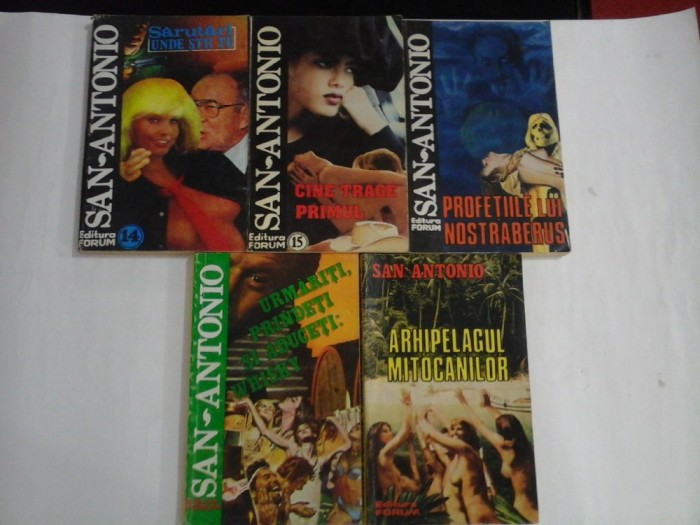 SAN-ANTONIO
Sărutări
UNDE ȘTII TU
Editura
FORUM
14
SAN-ANTONIO
CINE TRAGE
PRIMUL
Editura
FORUM
15
SAN-ANTONIO
PROFEȚIILE LUI
NOSTRABERUS
Editura
FORUM
SAN-ANTONIO
URMĂRIȚI,
PRINDEȚI
ȘI ADUCEȚI:
WHISKY
SAN ANTONIO
ARHIPELAGUL
MITOCANILOR
Editura
FORUM